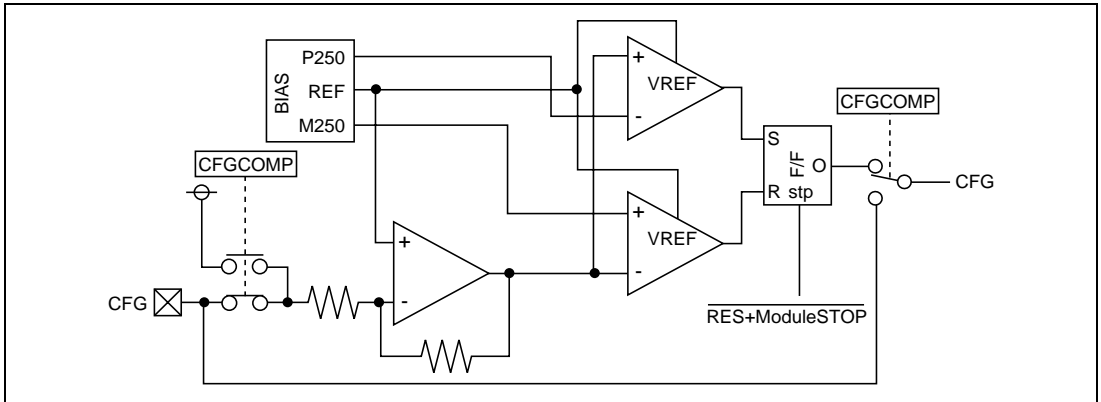 P250
+
VREF
BIAS
REF
-
CFGCOMP
M250
S
F/F
O
CFG
CFGCOMP
R
stp
+
VREF
-
+
-
CFG
RES+ModuleSTOP